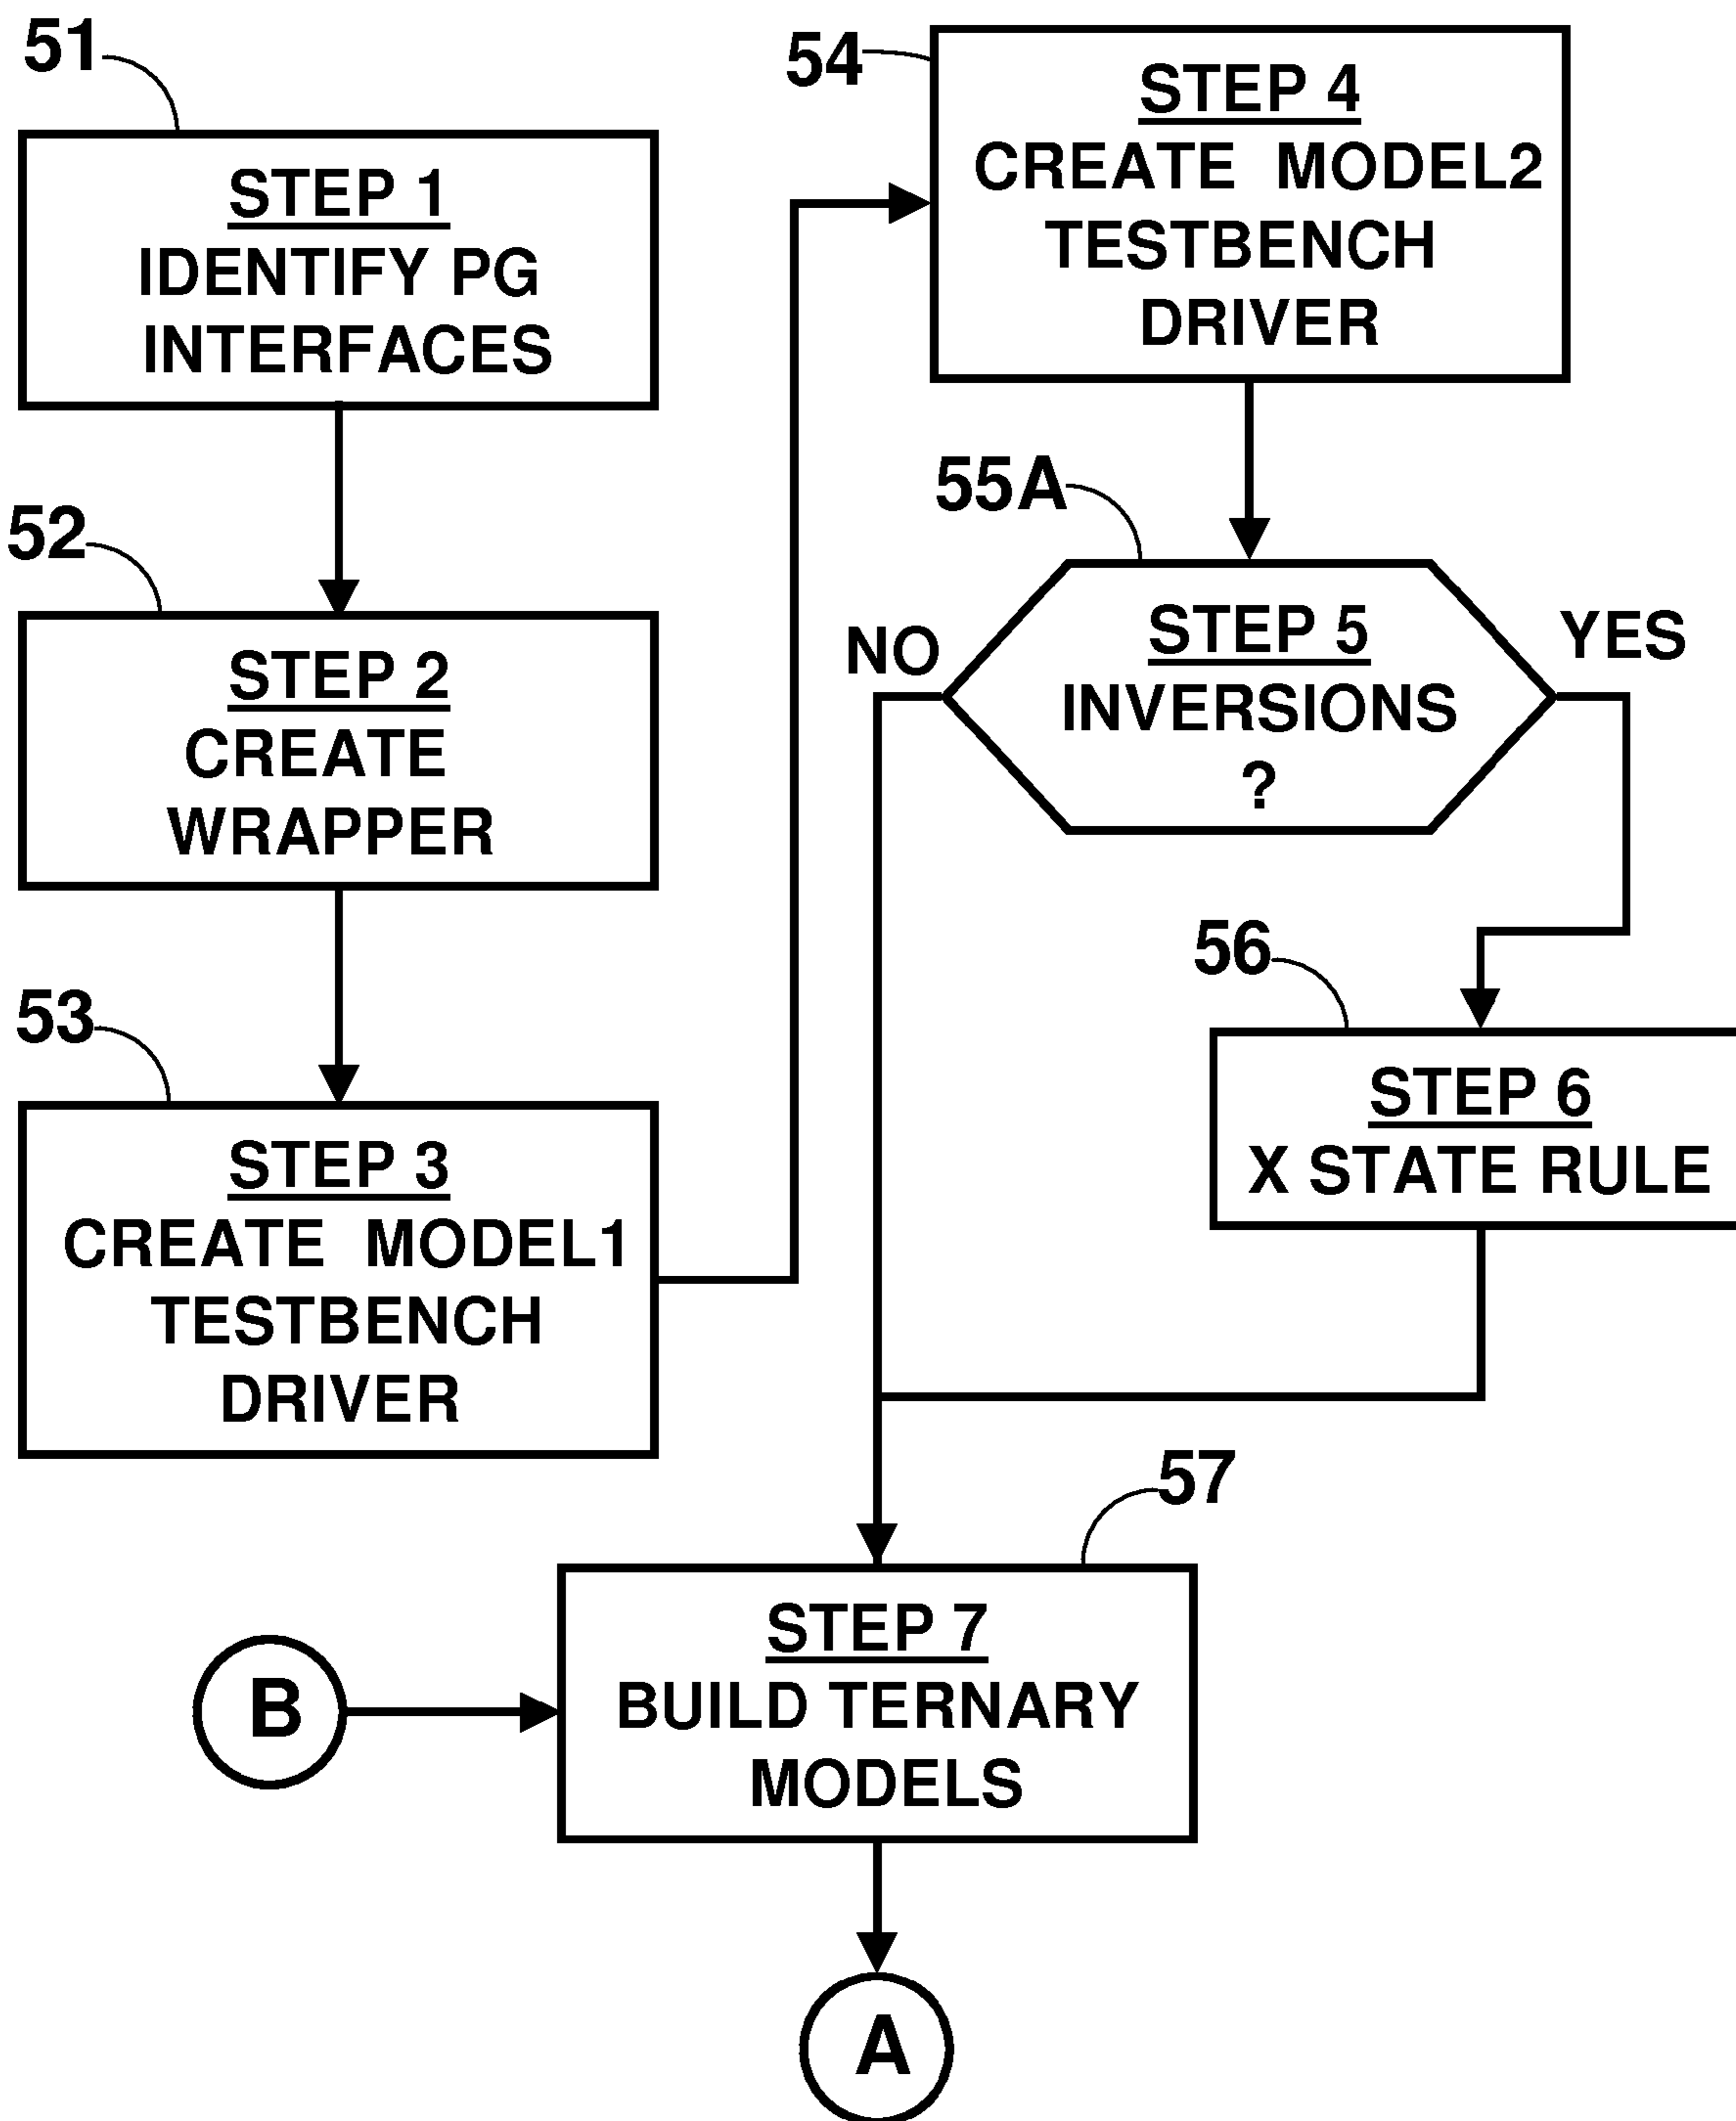 51
STEP 1
IDENTIFY PG
INTERFACES
52
STEP 2
CREATE
WRAPPER
53
STEP 3
CREATE MODEL1
TESTBENCH
DRIVER
54
STEP 4
CREATE MODEL2
TESTBENCH
DRIVER
55A
STEP 5
INVERSIONS
?
NO
YES
56
STEP 6
X STATE RULE
57
STEP 7
BUILD TERNARY
MODELS
B
A